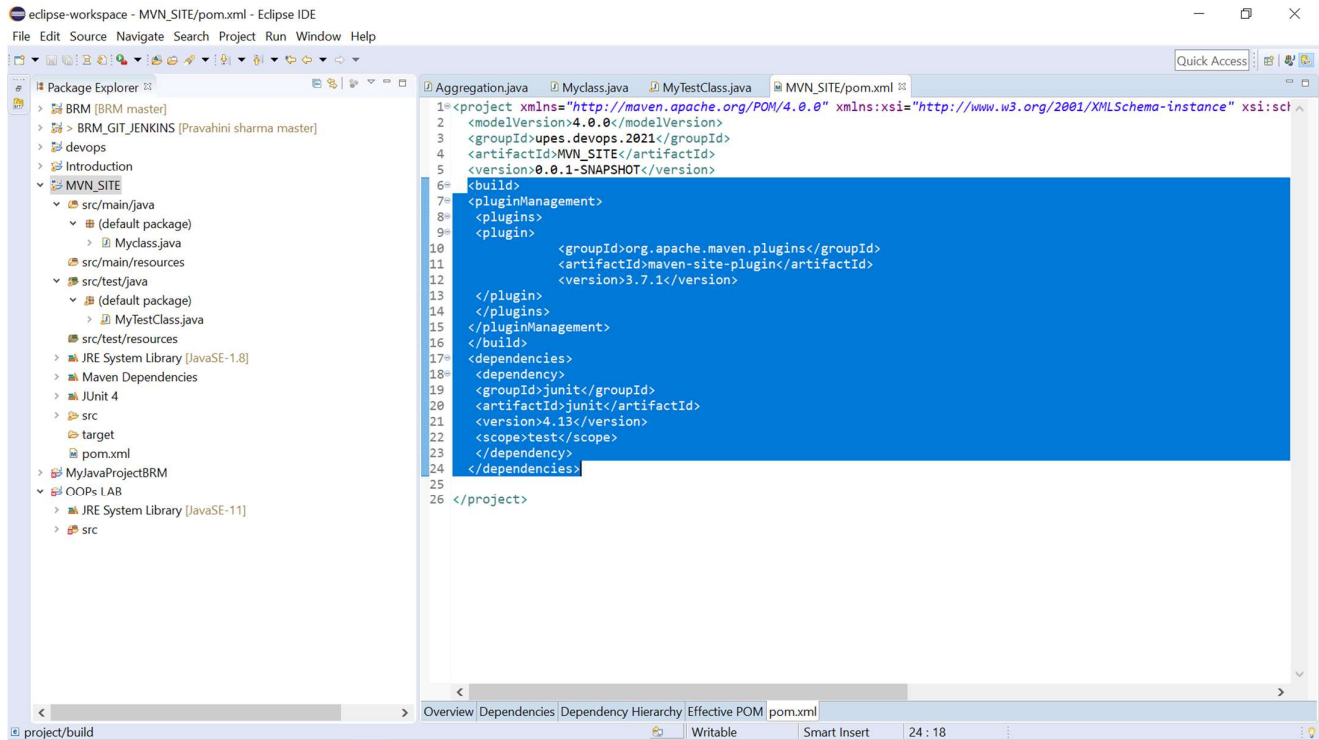 eclipse-workspace - MVN_SITE/pom.xml - Eclipse IDE
File Edit Source Navigate Search Project Run Window Help
Quick Access
Package Explorer
BRM [BRM master]
> BRM_GIT_JENKINS [Pravahini sharma master]
devops
Introduction
MVN_SITE
src/main/java
(default package)
Myclass.java
src/main/resources
src/test/java
(default package)
MyTestClass.java
src/test/resources
JRE System Library [JavaSE-1.8]
Maven Dependencies
JUnit 4
src
target
pom.xml
MyJavaProjectBRM
OOPs LAB
JRE System Library [JavaSE-11]
src
Aggregation.java Myclass.java MyTestClass.java MVN_SITE/pom.xml
1 <project xmlns="http://maven.apache.org/POM/4.0.0" xmlns:xsi="http://www.w3.org/2001/XMLSchema-instance" xsi:sch
2 <modelVersion>4.0.0</modelVersion>
3 <groupId>upes.devops.2021</groupId>
4 <artifactId>MVN_SITE</artifactId>
5 <version>0.0.1-SNAPSHOT</version>
6 <build>
7 <pluginManagement>
8 <plugins>
9 <plugin>
10 <groupId>org.apache.maven.plugins</groupId>
11 <artifactId>maven-site-plugin</artifactId>
12 <version>3.7.1</version>
13 </plugin>
14 </plugins>
15 </pluginManagement>
16 </build>
17 <dependencies>
18 <dependency>
19 <groupId>junit</groupId>
20 <artifactId>junit</artifactId>
21 <version>4.13</version>
22 <scope>test</scope>
23 </dependency>
24 </dependencies>
25
26 </project>
Overview Dependencies Dependency Hierarchy Effective POM pom.xml
project/build Writable Smart Insert 24 : 18